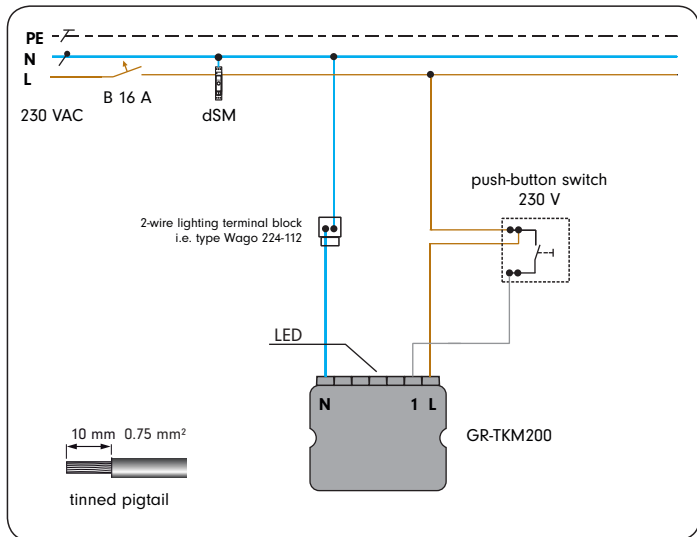 PE
N
L
230 VAC
B 16 A
dSM
push-button switch
230 V
2-wire lighting terminal block
i.e. type Wago 224-112
LED
N 1 L
GR-TKM200
10 mm 0.75 mm²
tinned pigtail